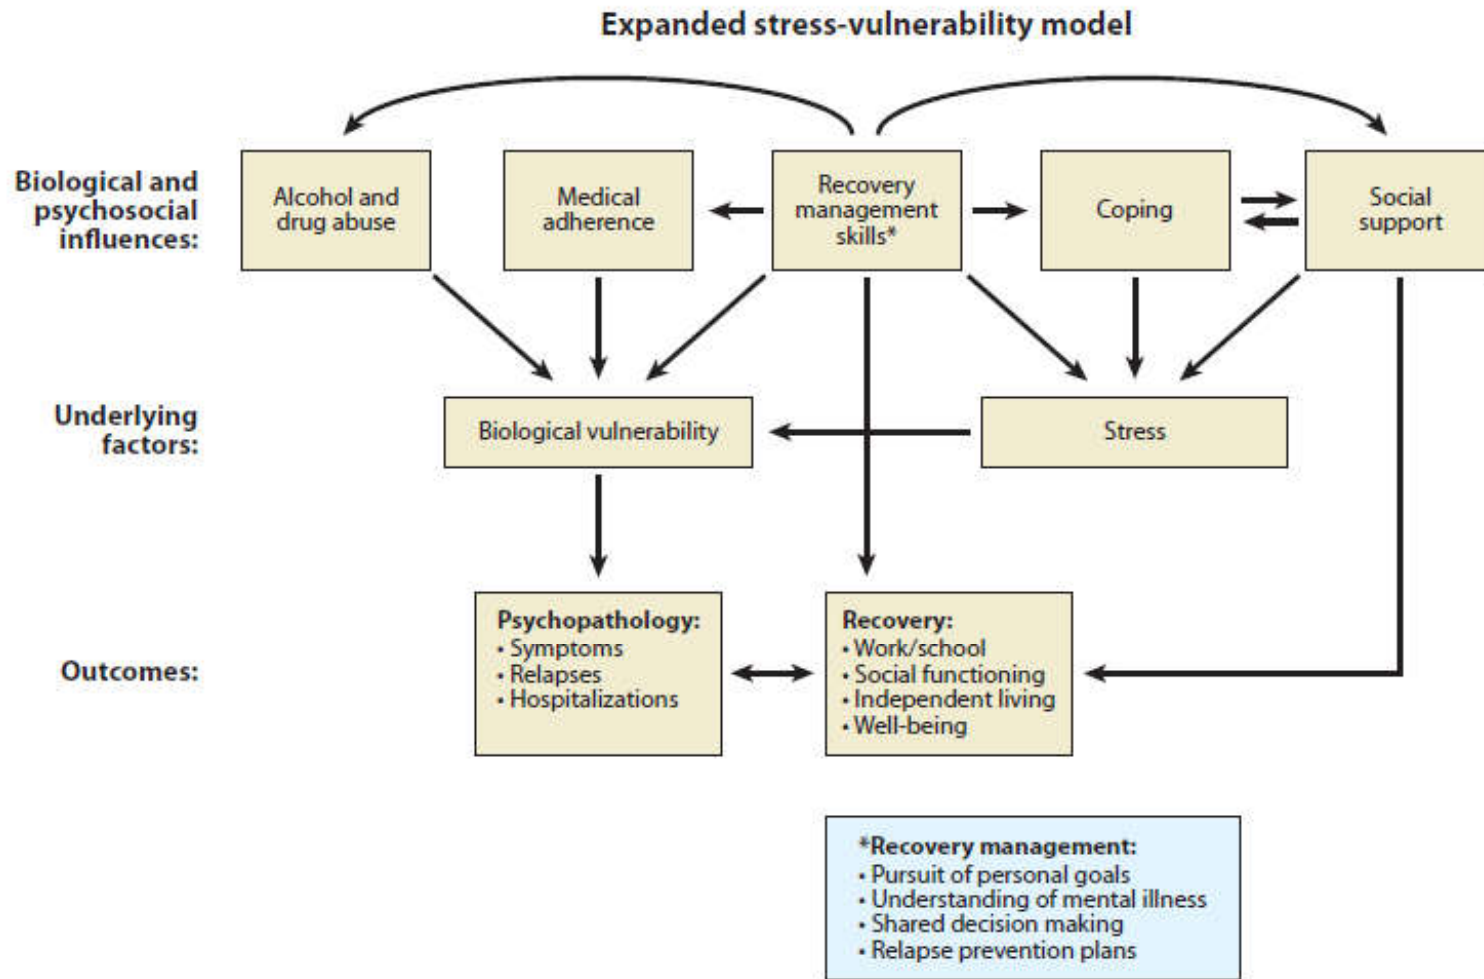 Expanded stress-vulnerability model
Biological and
psychosocial
influences:
Alcohol and
drug abuse
Medical
adherence
Recovery
management
skills*
Coping
Social
support
Underlying
factors:
Biological vulnerability
Stress
Outcomes:
Psychopathology:
• Symptoms
• Relapses
• Hospitalizations
Recovery:
• Work/school
• Social functioning
• Independent living
• Well-being
*Recovery management:
• Pursuit of personal goals
• Understanding of mental illness
• Shared decision making
• Relapse prevention plans